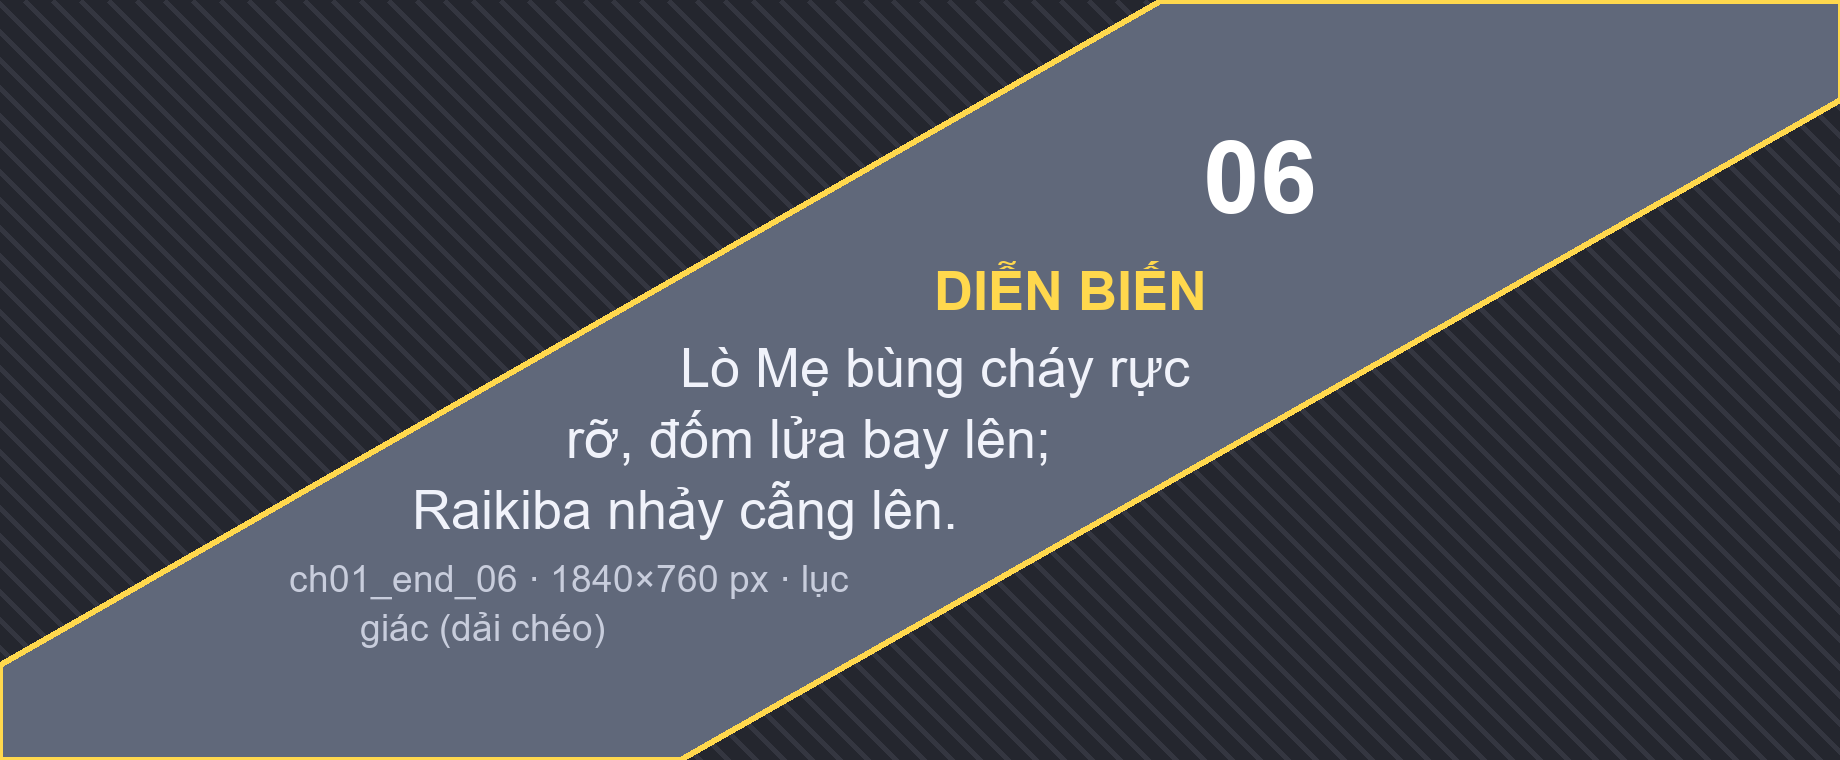 06
DIỄN BIẾN
Lò Mẹ bùng cháy rực
rỡ, đốm lửa bay lên;
Raikiba nhảy cẫng lên.
ch01_end_06 · 1840×760 px · lục
giác (dải chéo)